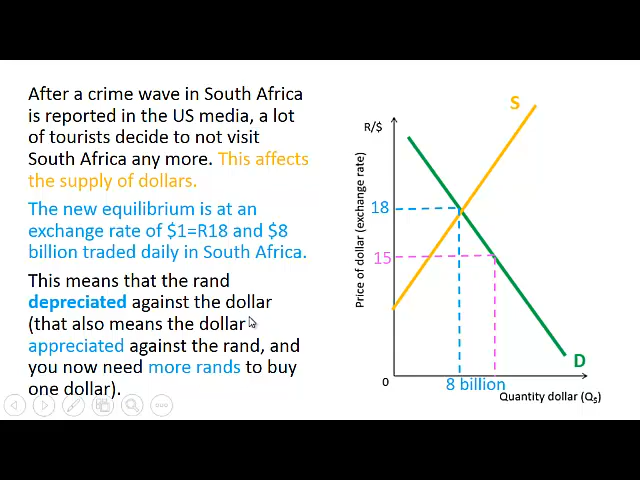 After a crime wave in South Africa
is reported in the US media, a lot
of tourists decide to not visit
South Africa any more. This affects
the supply of dollars.
The new equilibrium is at an
exchange rate of $1=R18 and $8
billion traded daily in South Africa.
This means that the rand
depreciated against the dollar
(that also means the dollar
appreciated against the rand, and
you now need more rands to buy
one dollar).
S
R/$
18
15
Price of dollar (exchange rate)
D
0
8 billion
Quantity dollar (Q$)